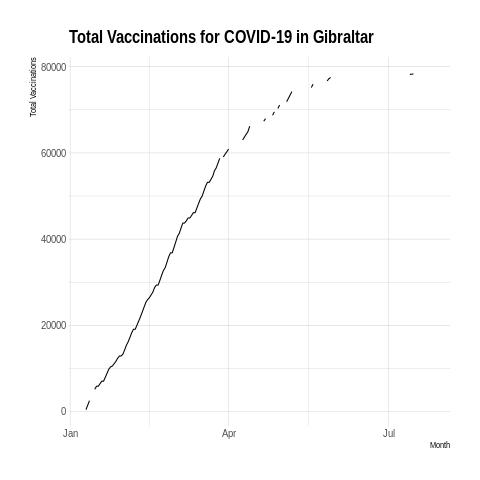 Total Vaccinations for COVID-19 in Gibraltar
Total Vaccinations
80000
60000
40000
20000
0
Jan
Apr
Jul
Month